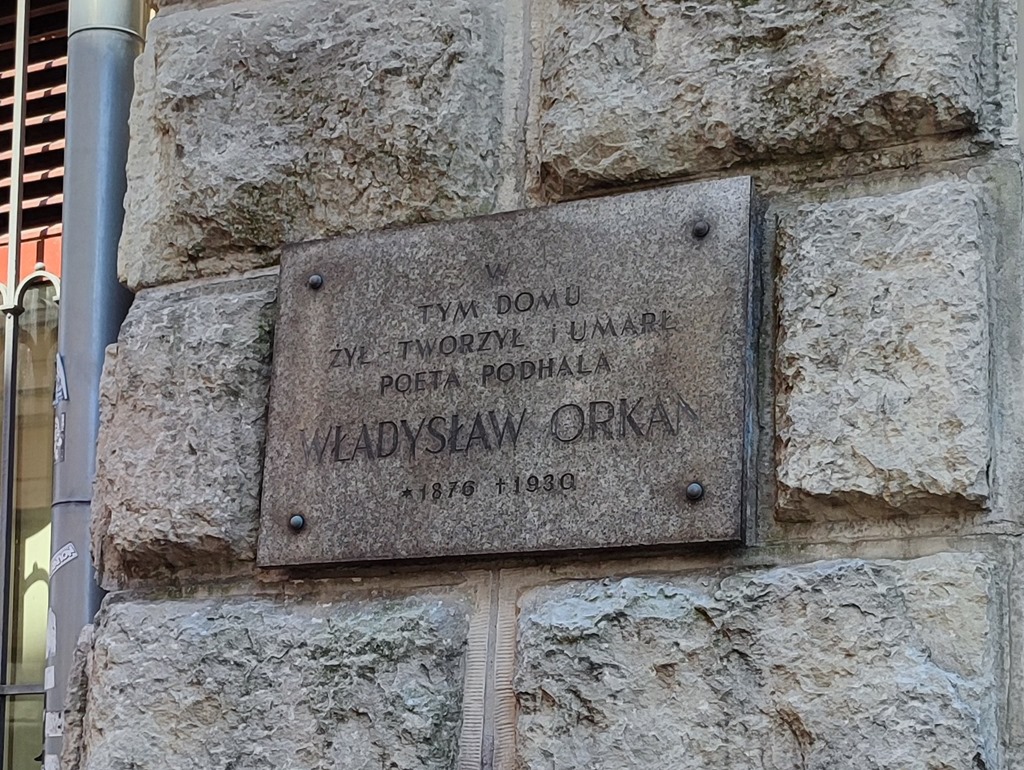 W
TYM DOMU
ŻYŁ - TWORZYŁ i UMARŁ
POETA PODHALA
WŁADYSŁAW ORKAN
*1876 †1930